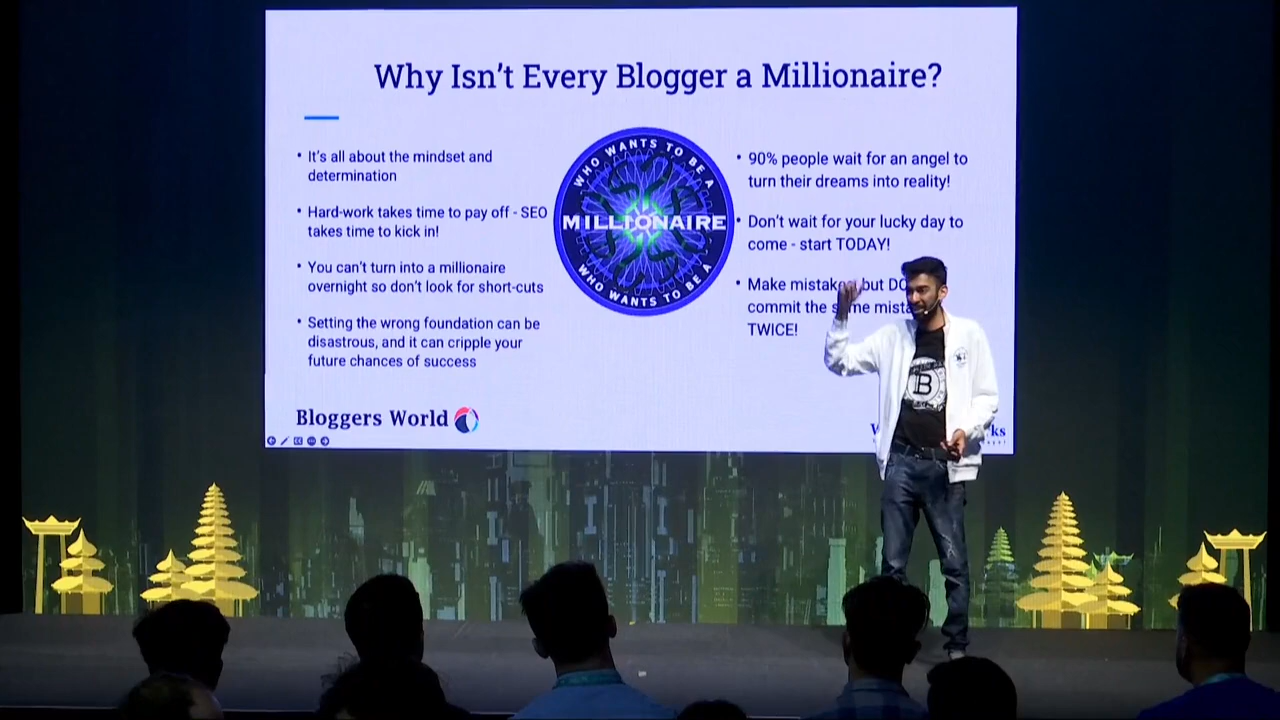 Why Isn't Every Blogger a Millionaire?
• It's all about the mindset and
determination
• Hard-work takes time to pay off - SEO
takes time to kick in!
• You can't turn into a millionaire
overnight so don't look for short-cuts
• Setting the wrong foundation can be
disastrous, and it can cripple your
future chances of success
WHO WANTS TO BE A
MILLIONAIRE
WHO WANTS TO BE A
• 90% people wait for an angel to
turn their dreams into reality!
• Don't wait for your lucky day to
come - start TODAY!
• Make but
commit the
TWICE!
Bloggers World
B